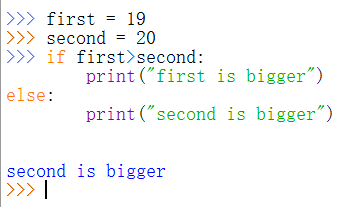 >>> first = 19
>>> second = 20
>>> if first>second:
        print("first is bigger")
else:
        print("second is bigger")
second is bigger
>>>